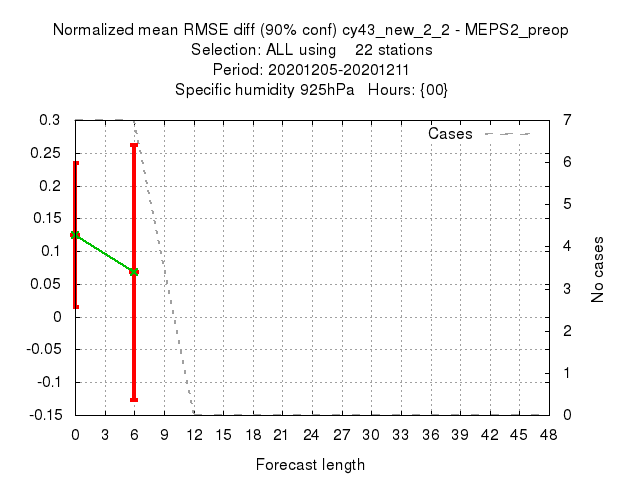 Normalized mean RMSE diff (90% conf) cy43_new_2_2 - MEPS2_preop
Selection: ALL using 22 stations
Period: 20201205-20201211
Specific humidity 925hPa Hours: {00}
Cases
0.3
0.25
0.2
0.15
0.1
0.05
0
-0.05
-0.1
-0.15
7
6
5
4
3
2
1
0
No cases
0 3 6 9 12 15 18 21 24 27 30 33 36 39 42 45 48
Forecast length